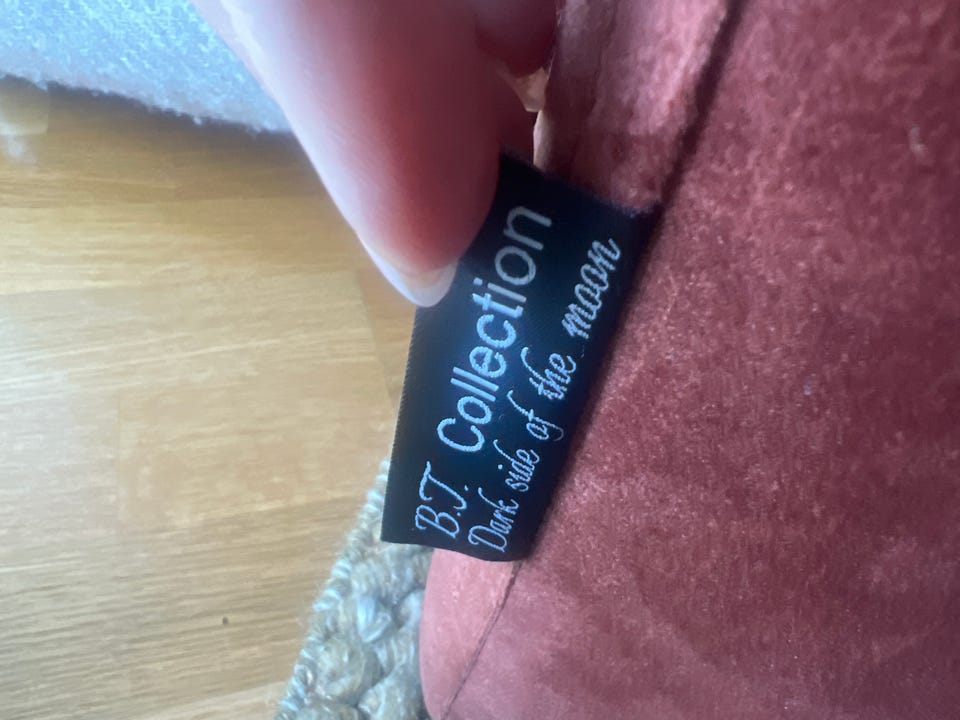 B.T. Collection
Dark side of the moon